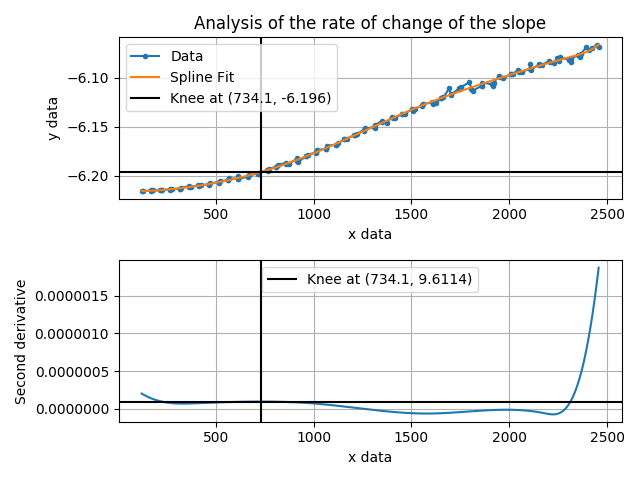 Analysis of the rate of change of the slope
Data
Spline Fit
Knee at (734.1, -6.196)
y data
−6.10
−6.15
−6.20
500 1000 1500 2000 2500
x data
Knee at (734.1, 9.6114)
Second derivative
0.0000015
0.0000010
0.0000005
0.0000000
500 1000 1500 2000 2500
x data